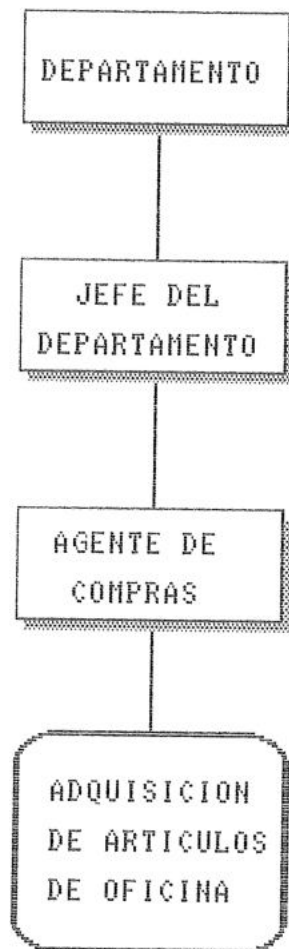 DEPARTAMENTO
JEFE DEL
DEPARTAMENTO
AGENTE DE
COMPRAS
ADQUISICION
DE ARTICULOS
DE OFICINA